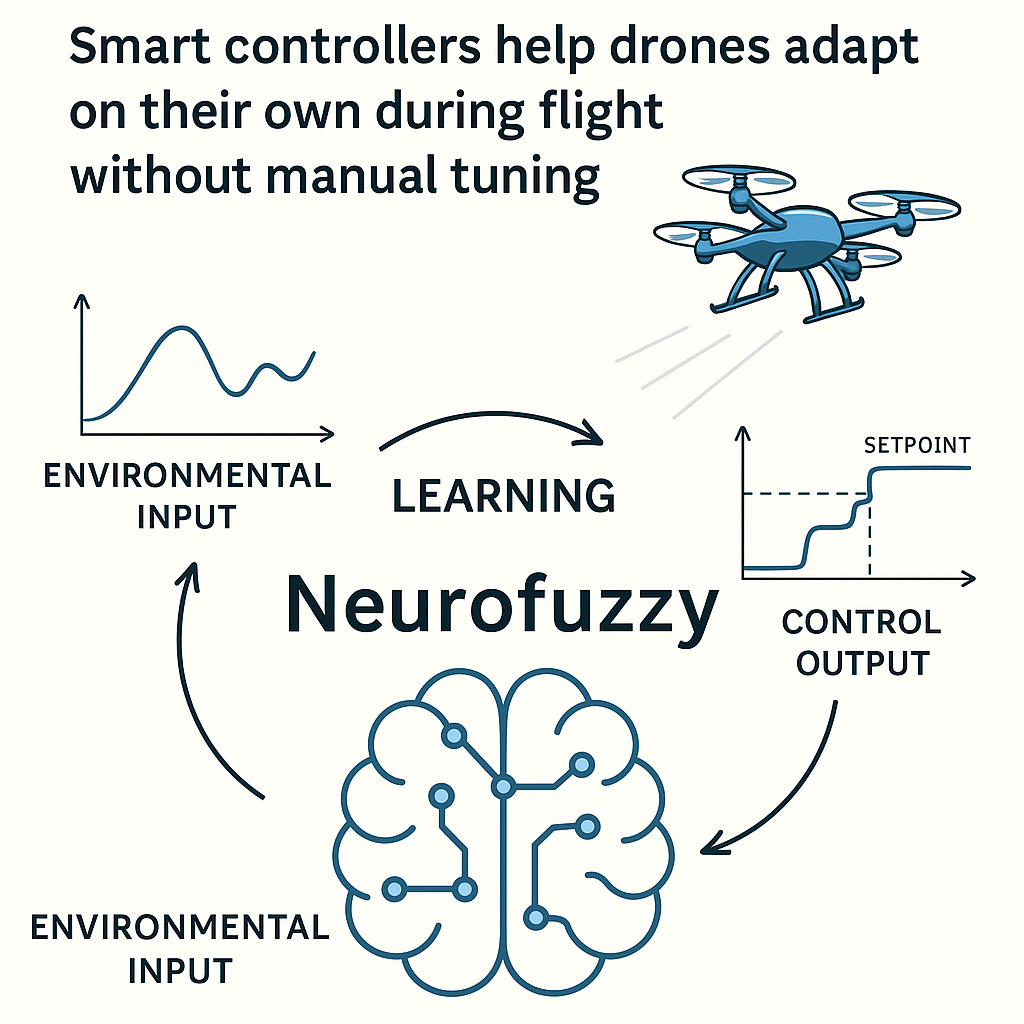 Smart controllers help drones adapt
on their own during flight
without manual tuning
ENVIRONMENTAL
INPUT
LEARNING
SETPOINT
CONTROL
OUTPUT
Neurofuzzy
ENVIRONMENTAL
INPUT